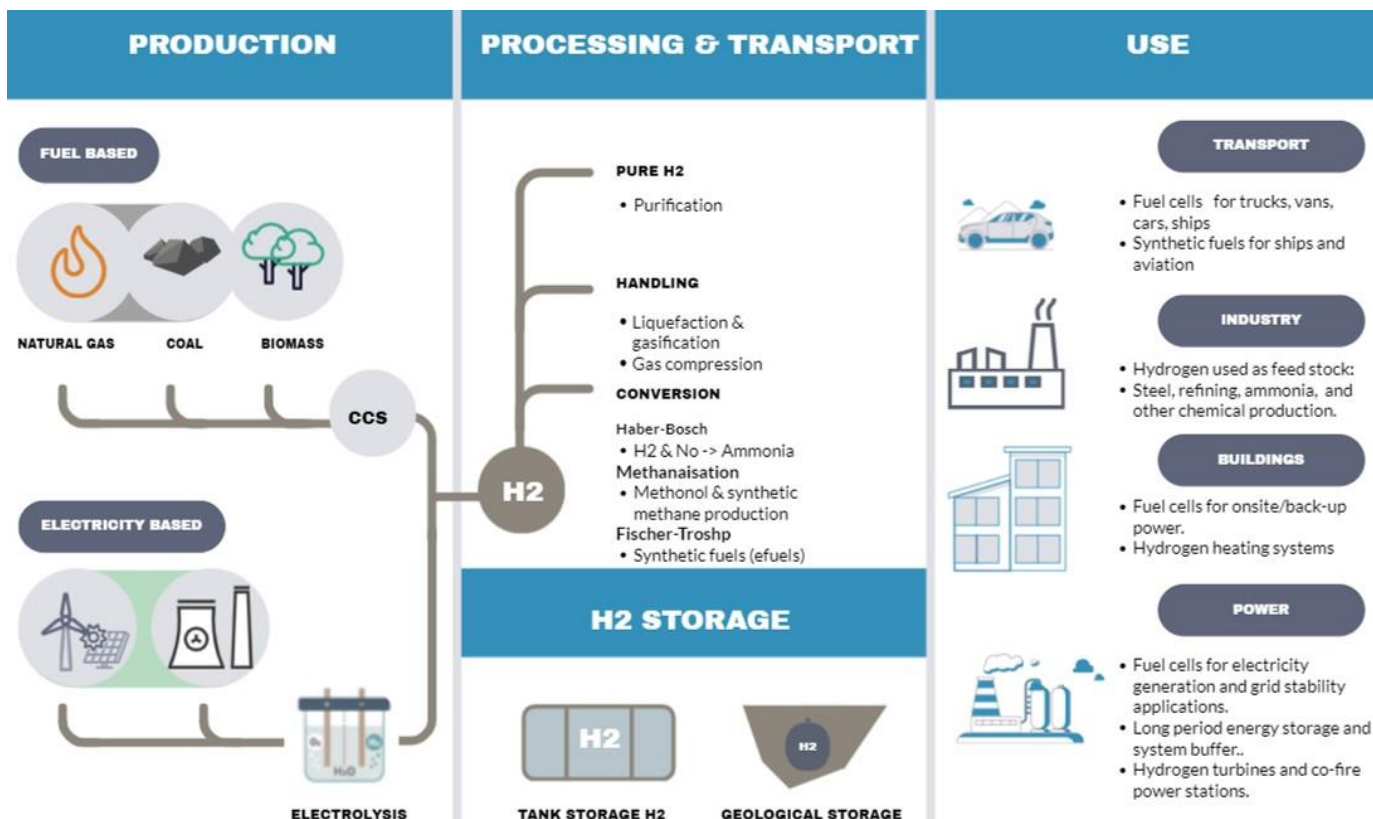 PRODUCTION
FUEL BASED
NATURAL GAS
COAL
BIOMASS
CCS
ELECTRICITY BASED
H₂O
ELECTROLYSIS
PROCESSING & TRANSPORT
H2
PURE H2
• Purification
HANDLING
• Liquefaction &
gasification
• Gas compression
CONVERSION
Haber-Bosch
• H2 & No -> Ammonia
Methanaisation
• Methonol & synthetic
methane production
Fischer-Troshp
• Synthetic fuels (efuels)
H2 STORAGE
H2
TANK STORAGE H2
H2
GEOLOGICAL STORAGE
USE
TRANSPORT
• Fuel cells for trucks, vans,
cars, ships
• Synthetic fuels for ships and
aviation
INDUSTRY
• Hydrogen used as feed stock:
• Steel, refining, ammonia, and
other chemical production.
BUILDINGS
• Fuel cells for onsite/back-up
power.
• Hydrogen heating systems
POWER
• Fuel cells for electricity
generation and grid stability
applications.
• Long period energy storage and
system buffer..
• Hydrogen turbines and co-fire
power stations.